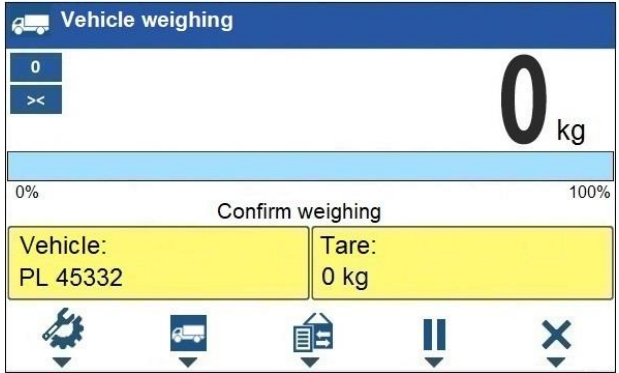 Vehicle weighing
0
><
0 kg
0% 100%
Confirm weighing
Vehicle: Tare:
PL 45332 0 kg